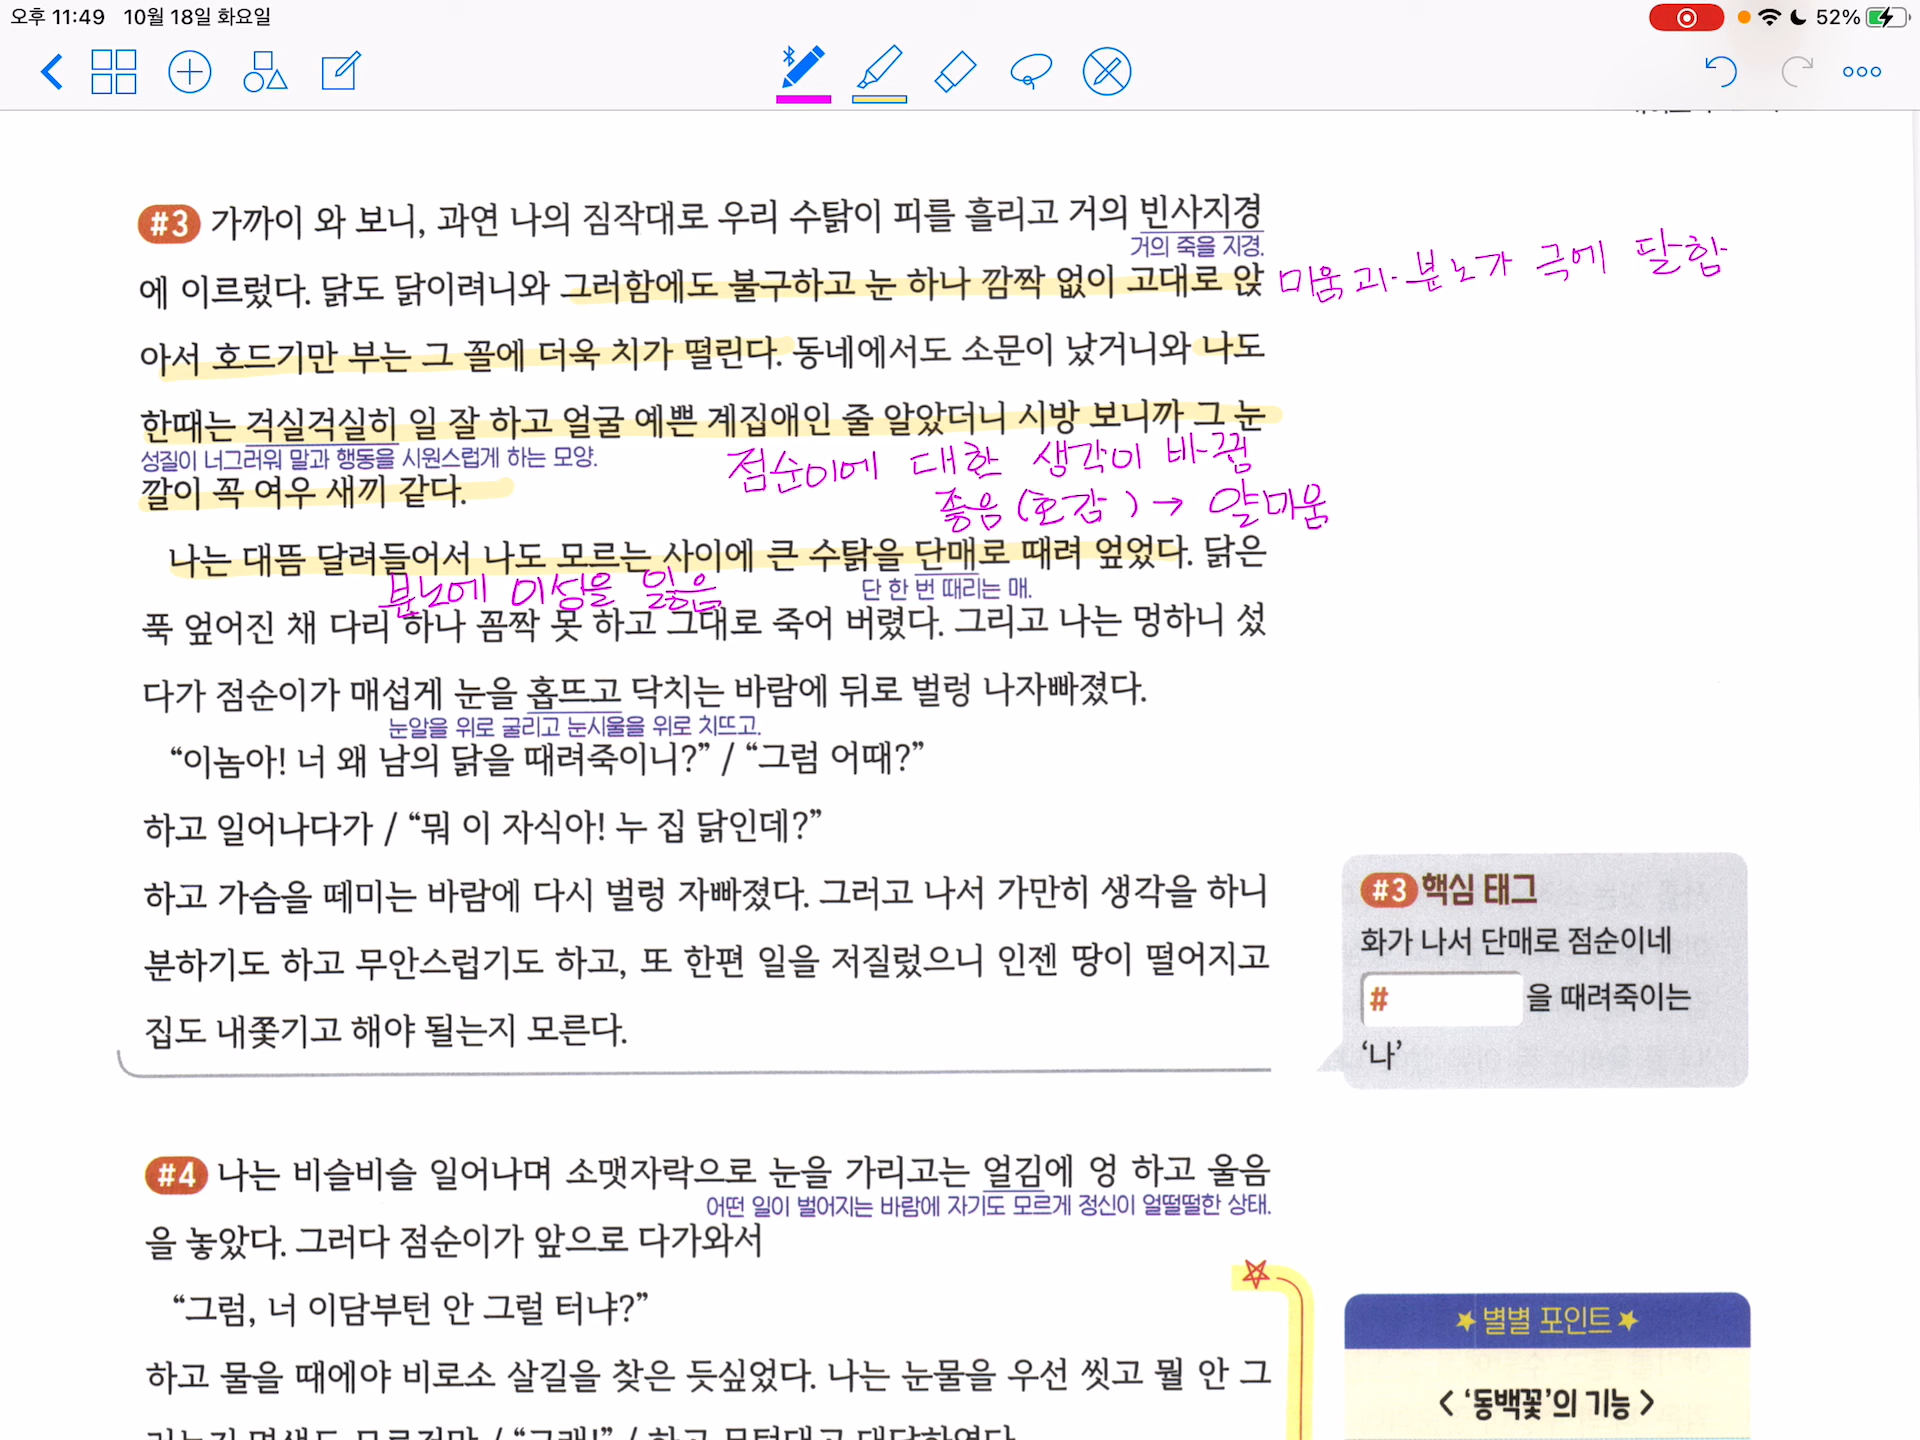 오후 11:49 10월 18일 화요일
52%
#3 가까이 와 보니, 과연 나의 짐작대로 우리 수탉이 피를 흘리고 거의 빈사지경
거의 죽을 지경.
에 이르렀다. 닭도 닭이려니와 그러함에도 불구하고 눈 하나 깜짝 없이 고대로 앉
미움과 분노가 극에 달함
아서 호드기만 부는 그 꼴에 더욱 치가 떨린다. 동네에서도 소문이 났거니와 나도
한때는 걱실걱실히 일 잘 하고 얼굴 예쁜 계집애인 줄 알았더니 시방 보니까 그 눈
성질이 너그러워 말과 행동을 시원스럽게 하는 모양.
점순이에 대한 생각이 바뀜
깔이 꼭 여우 새끼 같다.
좋음(호감) → 얄미움
나는 대뜸 달려들어서 나도 모르는 사이에 큰 수탉을 단매로 때려 엎었다. 닭은
분노에 이성을 잃음
단 한 번 때리는 매.
푹 엎어진 채 다리 하나 꼼짝 못 하고 그대로 죽어 버렸다. 그리고 나는 멍하니 섰
다가 점순이가 매섭게 눈을 홉뜨고 닥치는 바람에 뒤로 벌렁 나자빠졌다.
눈알을 위로 굴리고 눈시울을 위로 치뜨고.
“이놈아! 너 왜 남의 닭을 때려죽이니?” / “그럼 어때?”
하고 일어나다가 / “뭐 이 자식아! 누 집 닭인데?”
하고 가슴을 떼미는 바람에 다시 벌렁 자빠졌다. 그러고 나서 가만히 생각을 하니
분하기도 하고 무안스럽기도 하고, 또 한편 일을 저질렀으니 인젠 땅이 떨어지고
집도 내쫓기고 해야 될는지 모른다.
#3 핵심 태그
화가 나서 단매로 점순이네
# 을 때려죽이는
‘나’
#4 나는 비슬비슬 일어나며 소맷자락으로 눈을 가리고는 얼김에 엉 하고 울음
어떤 일이 벌어지는 바람에 자기도 모르게 정신이 얼떨떨한 상태.
을 놓았다. 그러다 점순이가 앞으로 다가와서
“그럼, 너 이담부턴 안 그럴 터냐?”
하고 물을 때에야 비로소 살길을 찾은 듯싶었다. 나는 눈물을 우선 씻고 뭘 안 그
★별별 포인트★
<‘동백꽃’의 기능>